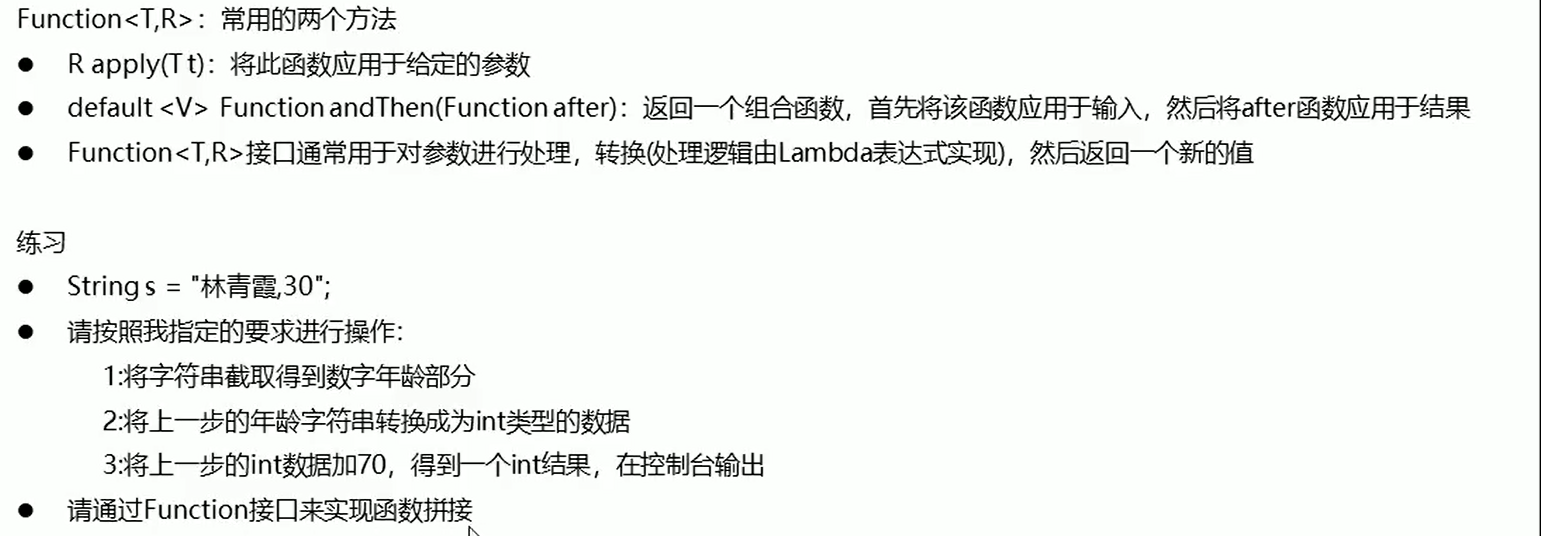 Function<T,R>：常用的两个方法
● R apply(T t)：将此函数应用于给定的参数
● default <V> Function andThen(Function after)：返回一个组合函数，首先将该函数应用于输入，然后将after函数应用于结果
● Function<T,R>接口通常用于对参数进行处理，转换(处理逻辑由Lambda表达式实现)，然后返回一个新的值
练习
● String s = "林青霞,30";
● 请按照我指定的要求进行操作：
1:将字符串截取得到数字年龄部分
2:将上一步的年龄字符串转换成为int类型的数据
3:将上一步的int数据加70，得到一个int结果，在控制台输出
● 请通过Function接口来实现函数拼接